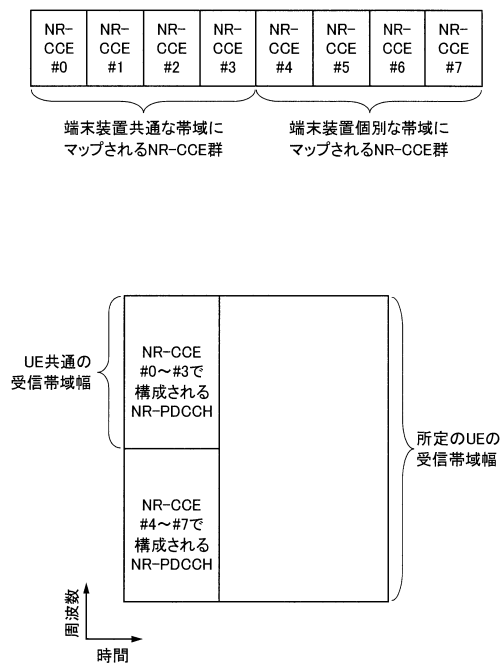 NR-CCE #0
NR-CCE #1
NR-CCE #2
NR-CCE #3
NR-CCE #4
NR-CCE #5
NR-CCE #6
NR-CCE #7
端末装置共通な帯域に
マップされるNR-CCE群
端末装置個別な帯域に
マップされるNR-CCE群
UE共通の
受信帯域幅
NR-CCE
#0～#3で
構成される
NR-PDCCH
NR-CCE
#4～#7で
構成される
NR-PDCCH
所定のUEの
受信帯域幅
周波数
時間